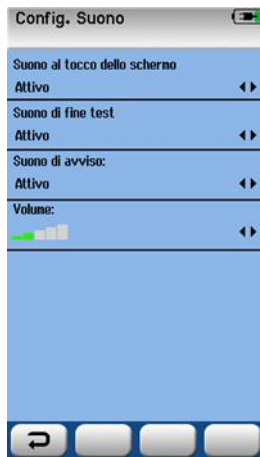 Config. Suono
Suono al tocco dello schermo
Attivo
Suono di fine test
Attivo
Suono di avviso:
Attivo
Volume: